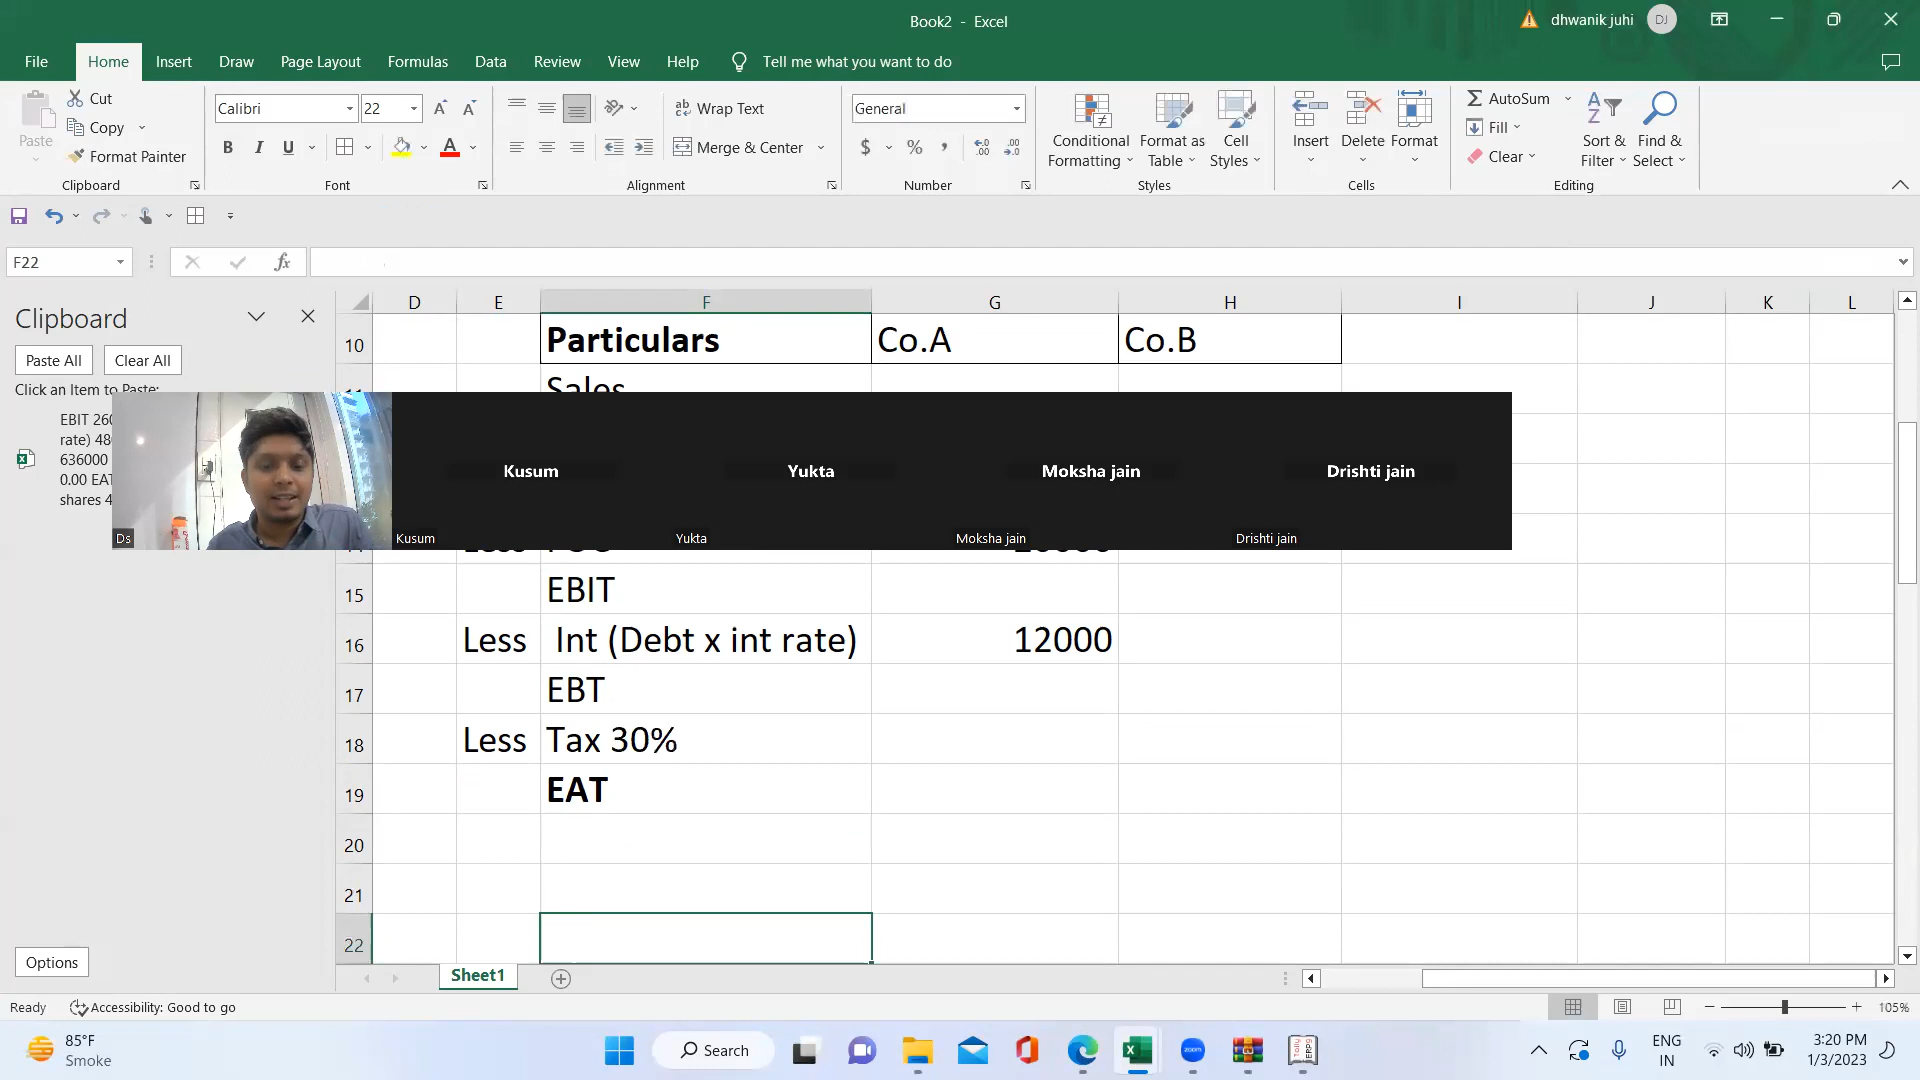 Book2 - Excel
dhwanik juhi
DJ
File
Home
Insert
Draw
Page Layout
Formulas
Data
Review
View
Help
Tell me what you want to do
Paste
Cut
Copy
Format Painter
Clipboard
Calibri
22
B I U
Font
Wrap Text
Merge & Center
Alignment
General
$ % ,
Number
Conditional Formatting
Format as Table
Cell Styles
Styles
Insert
Delete
Format
Cells
AutoSum
Fill
Clear
Sort & Filter
Find & Select
Editing
F22
fx
Clipboard
Paste All
Clear All
Click an Item to Paste:
EBIT 260
rate) 48
636000
0.00 EAT
shares 4
Options
D E F G H I J K L
10 Particulars Co.A Co.B
Sales
Kusum
Yukta
Moksha jain
Drishti jain
Ds
Kusum
Yukta
Moksha jain
Drishti jain
15 EBIT
16 Less Int (Debt x int rate) 12000
17 EBT
18 Less Tax 30%
19 EAT
20
21
22
Sheet1
Ready
Accessibility: Good to go
105%
85°F
Smoke
Search
zoom
ENG
IN
3:20 PM
1/3/2023